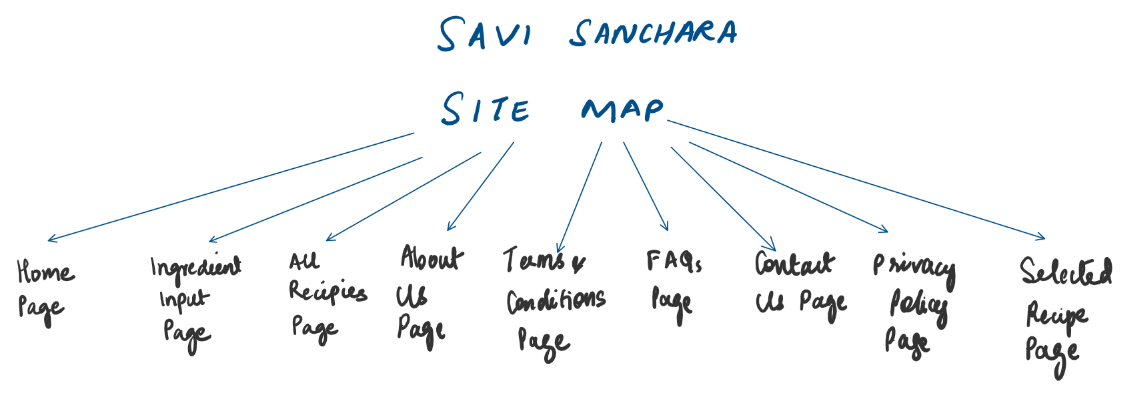 SAVI SANCHARA
SITE MAP
Home
Page
Ingredient
Input
Page
All
Recipies
Page
About
Us
Page
Terms &
Conditions
Page
FAQs
Page
Contact
Us Page
Privacy
Policy
Page
Selected
Recipe
Page